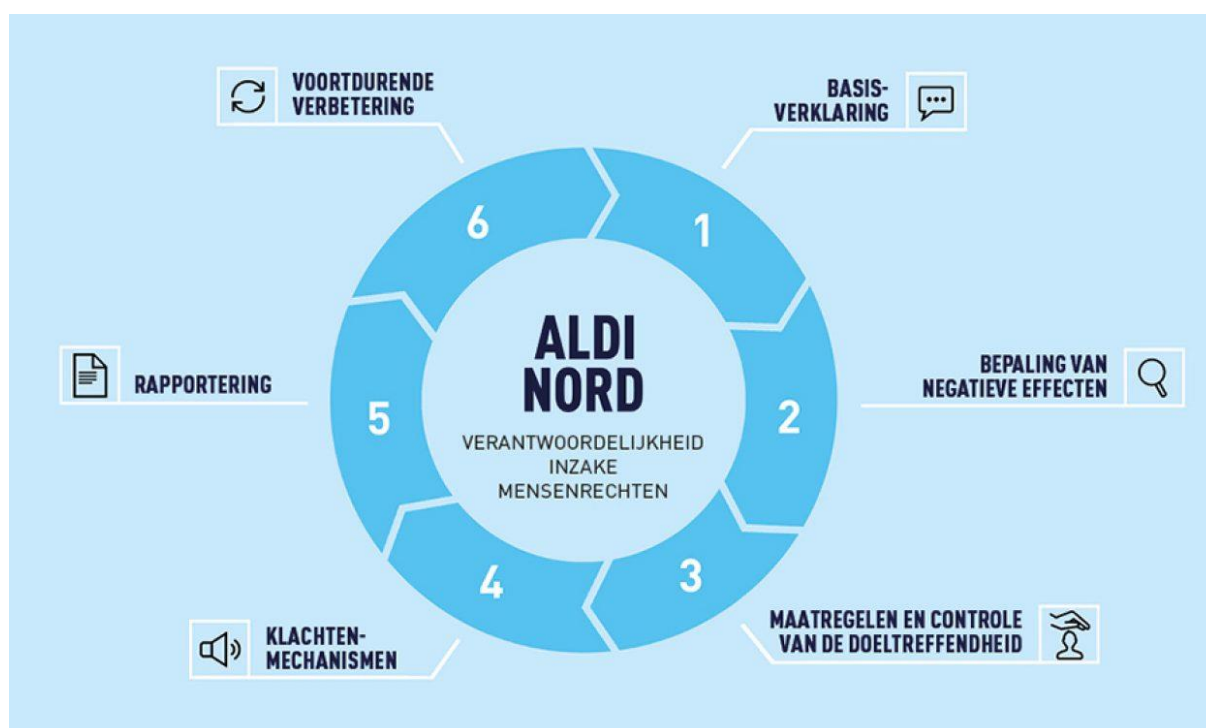 VOORTDURENDE
VERBETERING
BASIS-
VERKLARING
6
1
ALDI
NORD
VERANTWOORDELIJKHEID
INZAKE
MENSENRECHTEN
RAPPORTERING
5
2
BEPALING VAN
NEGATIEVE EFFECTEN
4
3
KLACHTEN-
MECHANISMEN
MAATREGELEN EN CONTROLE
VAN DE DOELTREFFENDHEID